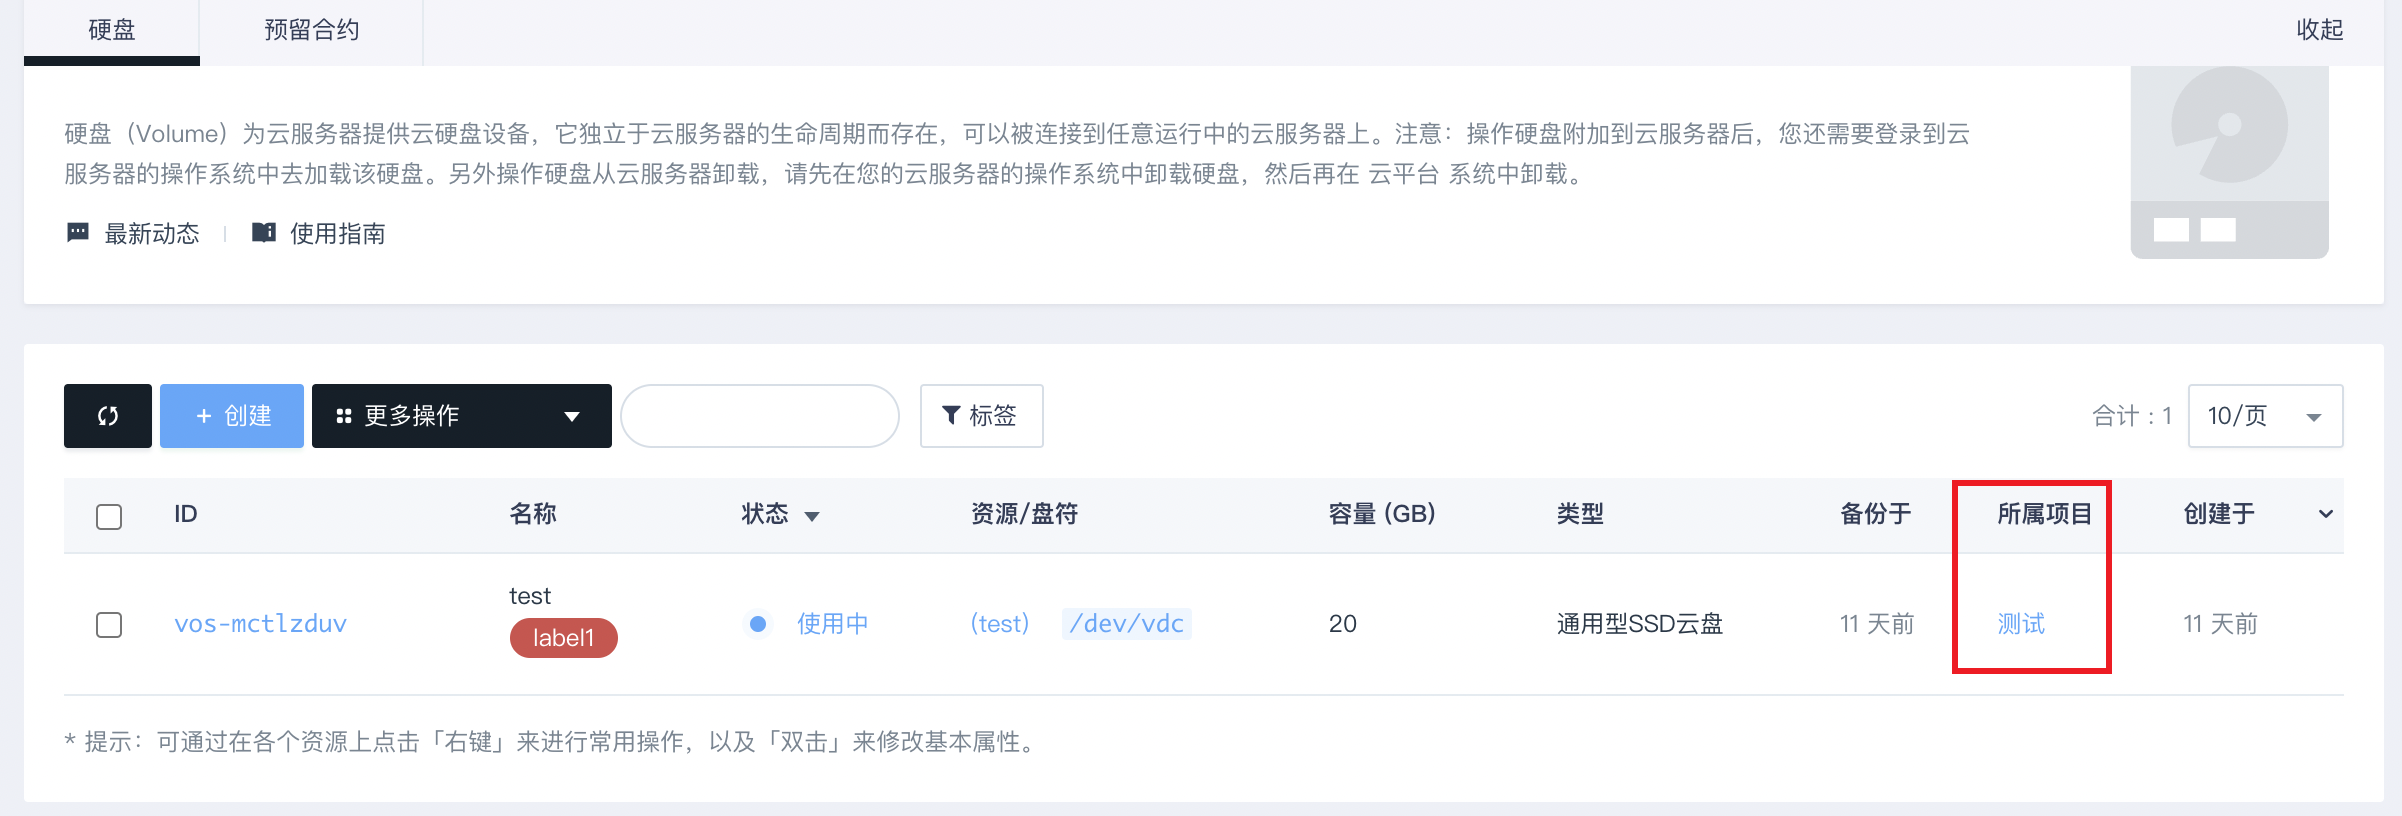 硬盘 预留合约 收起
硬盘（Volume）为云服务器提供云硬盘设备，它独立于云服务器的生命周期而存在，可以被连接到任意运行中的云服务器上。注意：操作硬盘附加到云服务器后，您还需要登录到云
服务器的操作系统中去加载该硬盘。另外操作硬盘从云服务器卸载，请先在您的云服务器的操作系统中卸载硬盘，然后再在 云平台 系统中卸载。
最新动态 使用指南
+ 创建 更多操作 标签 合计：1 10/页
ID 名称 状态 资源/盘符 容量 (GB) 类型 备份于 所属项目 创建于
test
vos-mctlzduv 使用中 (test) /dev/vdc 20 通用型SSD云盘 11 天前 测试 11 天前
label1
* 提示：可通过在各个资源上点击「右键」来进行常用操作，以及「双击」来修改基本属性。